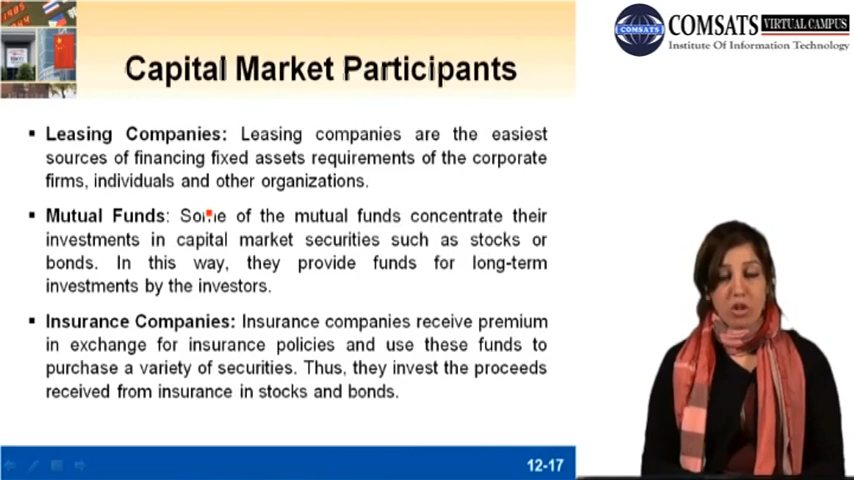 COMSATS VIRTUAL CAMPUS
COMSATS
Institute Of Information Technology
Capital Market Participants
▪ Leasing Companies: Leasing companies are the easiest
sources of financing fixed assets requirements of the corporate
firms, individuals and other organizations.
▪ Mutual Funds: Some of the mutual funds concentrate their
investments in capital market securities such as stocks or
bonds. In this way, they provide funds for long-term
investments by the investors.
▪ Insurance Companies: Insurance companies receive premium
in exchange for insurance policies and use these funds to
purchase a variety of securities. Thus, they invest the proceeds
received from insurance in stocks and bonds.
12-17